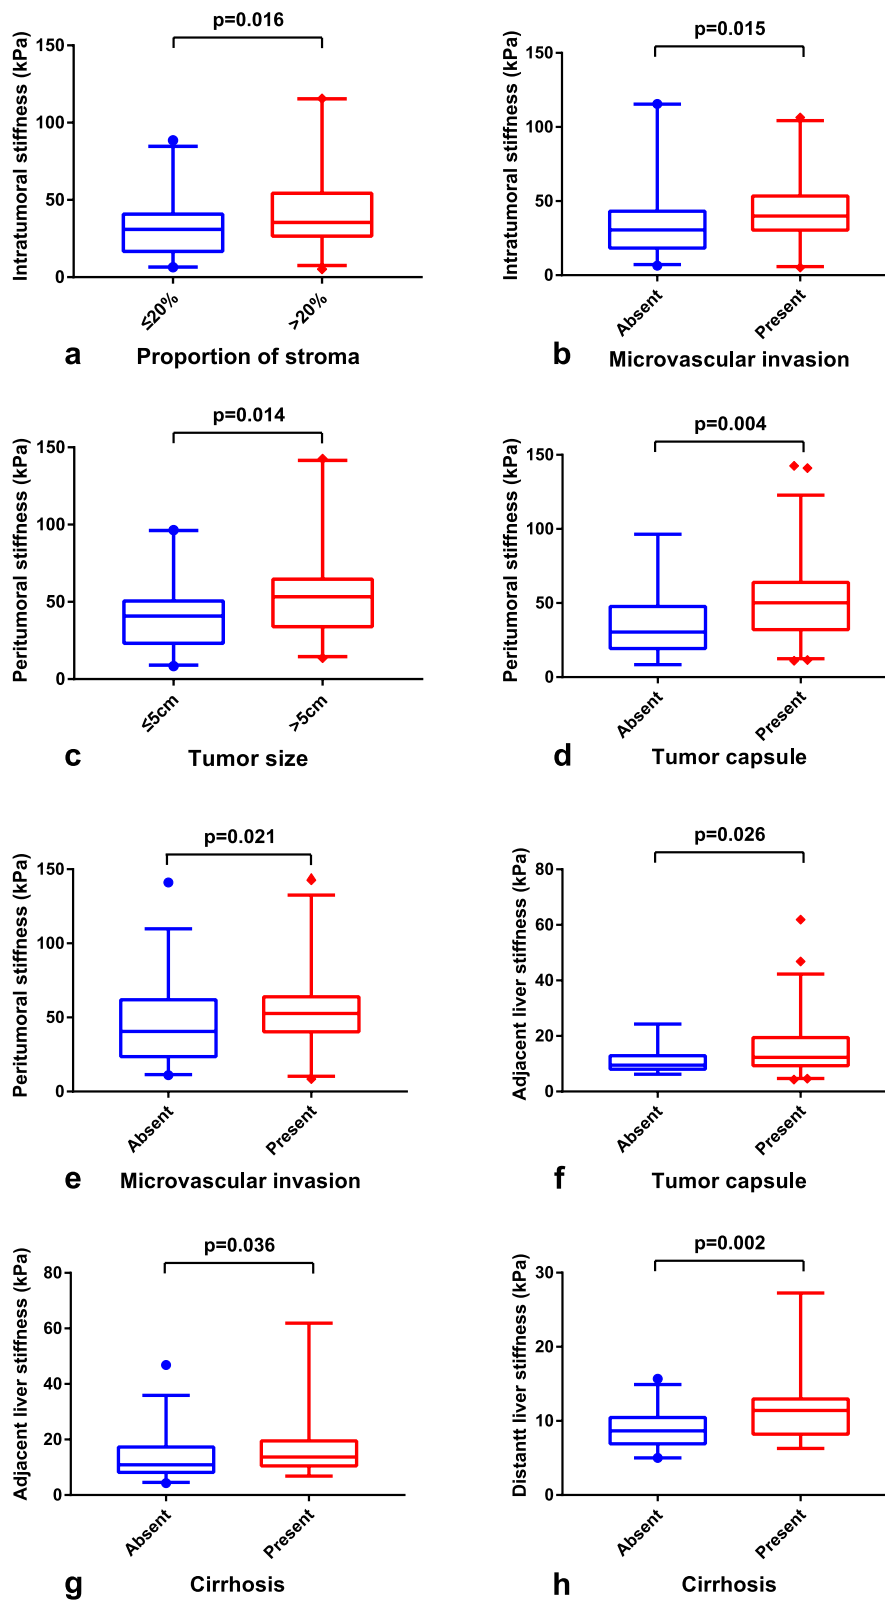 p=0.016
Intratumoral stiffness (kPa)
150
100
50
0
≤20%
>20%
a
Proportion of stroma
p=0.015
Intratumoral stiffness (kPa)
150
100
50
0
Absent
Present
b
Microvascular invasion
p=0.014
Peritumoral stiffness (kPa)
150
100
50
0
≤5cm
>5cm
c
Tumor size
p=0.004
Peritumoral stiffness (kPa)
150
100
50
0
Absent
Present
d
Tumor capsule
p=0.021
Peritumoral stiffness (kPa)
150
100
50
0
Absent
Present
e
Microvascular invasion
p=0.026
Adjacent liver stiffness (kPa)
80
60
40
20
0
Absent
Present
f
Tumor capsule
p=0.036
Adjacent liver stiffness (kPa)
80
60
40
20
0
Absent
Present
g
Cirrhosis
p=0.002
Distantt liver stiffness (kPa)
30
20
10
0
Absent
Present
h
Cirrhosis